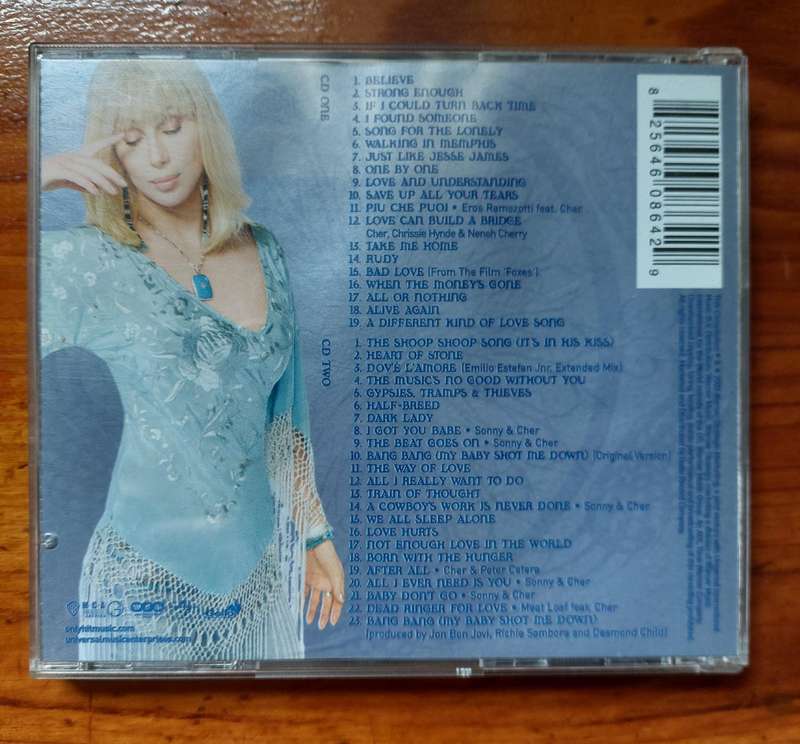 CD ONE
1. BELIEVE
2. STRONG ENOUGH
3. IF I COULD TURN BACK TIME
4. I FOUND SOMEONE
5. SONG FOR THE LONELY
6. WALKING IN MEMPHIS
7. JUST LIKE JESSE JAMES
8. ONE BY ONE
9. LOVE AND UNDERSTANDING
10. SAVE UP ALL YOUR TEARS
11. PIU CHE PUOI • Eros Ramazotti feat. Cher
12. LOVE CAN BUILD A BRIDGE
Cher, Chrissie Hynde & Neneh Cherry
13. TAKE ME HOME
14. RUDY
15. BAD LOVE (From The Film 'Foxes')
16. WHEN THE MONEY'S GONE
17. ALL OR NOTHING
18. ALIVE AGAIN
19. A DIFFERENT KIND OF LOVE SONG
CD TWO
1. THE SHOOP SHOOP SONG (IT'S IN HIS KISS)
2. HEART OF STONE
3. DOV'E L'AMORE (Emilio Estefan Jnr, Extended Mix)
4. THE MUSIC'S NO GOOD WITHOUT YOU
5. GYPSIES, TRAMPS & THIEVES
6. HALF-BREED
7. DARK LADY
8. I GOT YOU BABE • Sonny & Cher
9. THE BEAT GOES ON • Sonny & Cher
10. BANG BANG (MY BABY SHOT ME DOWN) (Original Version)
11. THE WAY OF LOVE
12. ALL I REALLY WANT TO DO
13. TRAIN OF THOUGHT
14. A COWBOY'S WORK IS NEVER DONE • Sonny & Cher
15. WE ALL SLEEP ALONE
16. LOVE HURTS
17. NOT ENOUGH LOVE IN THE WORLD
18. BORN WITH THE HUNGER
19. AFTER ALL • Cher & Peter Cetera
20. ALL I EVER NEED IS YOU • Sonny & Cher
21. BABY DON'T GO • Sonny & Cher
22. DEAD RINGER FOR LOVE • Meat Loaf feat. Cher
23. BANG BANG (MY BABY SHOT ME DOWN)
(produced by Jon Bon Jovi, Richie Sambora and Desmond Child)
8 25646 08642 9
onlyhitmusic.com
universalmusicenterprises.com